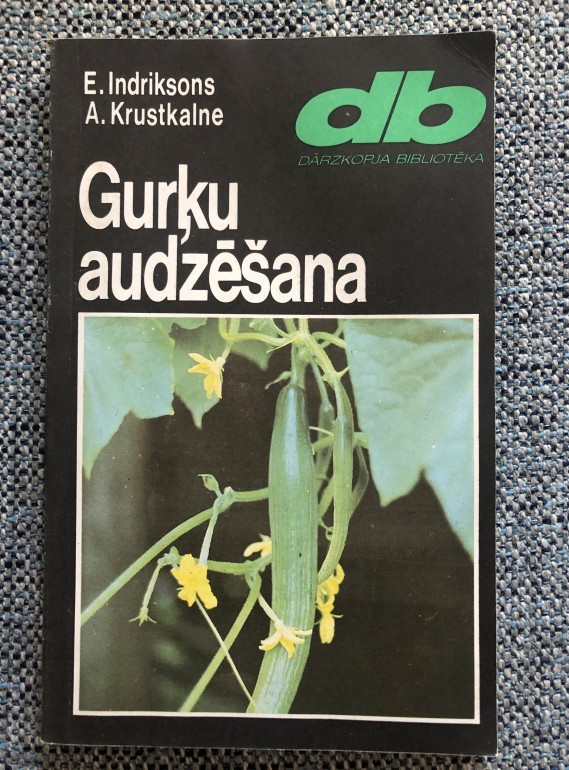 E. Indriksons
A. Krustkalne
db
DĀRZKOPJA BIBLIOTĒKA
Gurķu
audzēšana